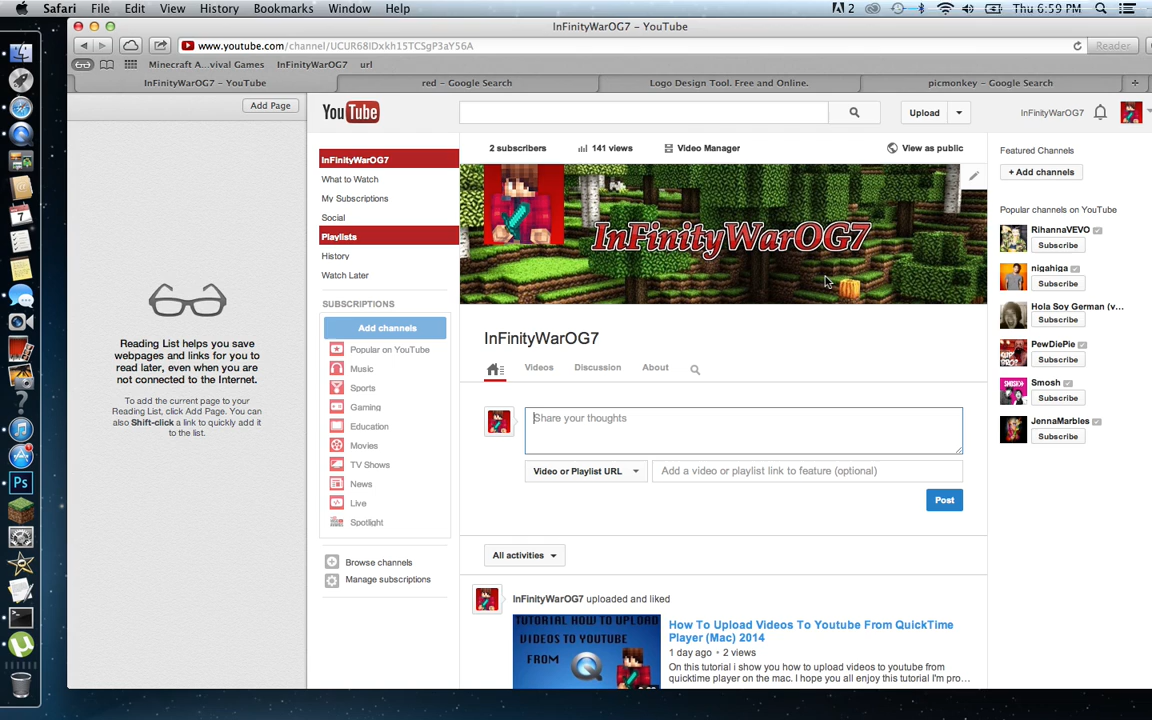 Safari File Edit View History Bookmarks Window Help 2 Thu 6:59 PM
InFinityWarOG7 – YouTube
www.youtube.com/channel/UCUR68IDxkh15TCSgP3aY56A Reader
Minecraft A...vival Games InFinityWarOG7 url
InFinityWarOG7 – YouTube red – Google Search Logo Design Tool. Free and Online. picmonkey – Google Search
Add Page
Reading List helps you save
webpages and links for you to
read later, even when you are
not connected to the Internet.
To add the current page to your
Reading List, click Add Page. You can
also Shift-click a link to quickly add it
to the list.
YouTube Upload InFinityWarOG7
InFinityWarOG7
What to Watch
My Subscriptions
Social
Playlists
History
Watch Later
SUBSCRIPTIONS
Add channels
Popular on YouTube
Music
Sports
Gaming
Education
Movies
TV Shows
News
Live
Spotlight
Browse channels
Manage subscriptions
2 subscribers 141 views Video Manager View as public
InFinityWarOG7
InFinityWarOG7
Videos Discussion About
Share your thoughts
Video or Playlist URL Add a video or playlist link to feature (optional)
Post
All activities
InFinityWarOG7 uploaded and liked
TUTORIAL HOW TO UPLOAD
VIDEOS TO YOUTUBE
FROM
How To Upload Videos To Youtube From QuickTime
Player (Mac) 2014
1 day ago • 2 views
On this tutorial i show you how to upload videos to youtube from
quicktime player on the mac. I hope you all enjoy this tutorial I'm pro...
Featured Channels
+ Add channels
Popular channels on YouTube
RihannaVEVO
Subscribe
nigahiga
Subscribe
Hola Soy German (v...
Subscribe
PewDiePie
Subscribe
Smosh
Subscribe
JennaMarbles
Subscribe
7
Ps